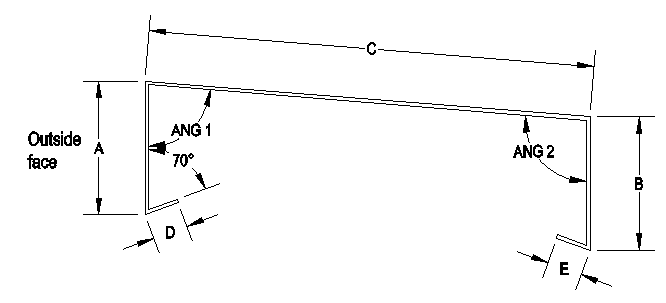 C
Outside
face
A
ANG 1
70°
ANG 2
B
D
E